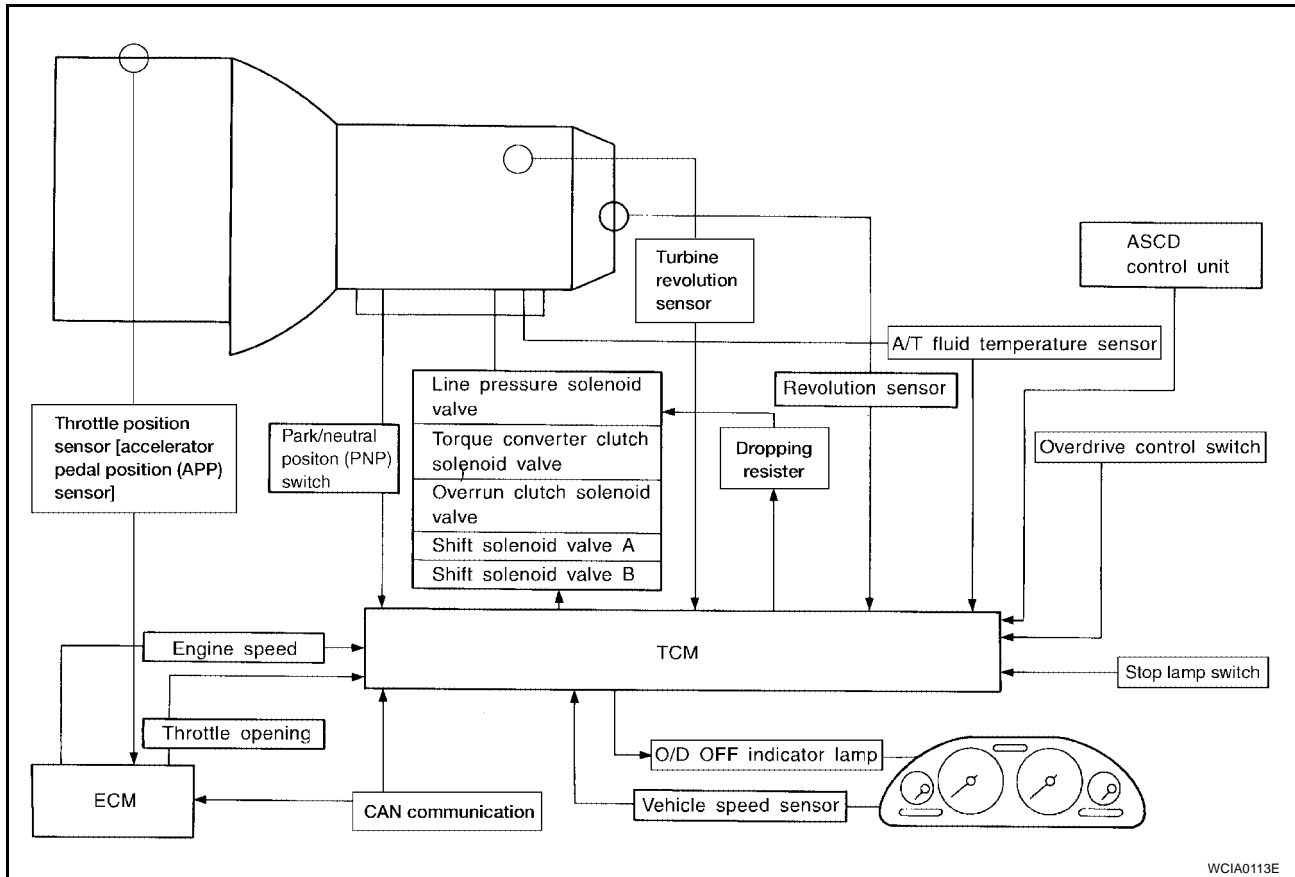 Turbine
revolution
sensor
ASCD
control unit
A/T fluid temperature sensor
Line pressure solenoid
valve
Revolution sensor
Throttle position
sensor [accelerator
pedal position (APP)
sensor]
Park/neutral
positon (PNP)
switch
Torque converter clutch
solenoid valve
Dropping
resister
Overdrive control switch
Overrun clutch solenoid
valve
Shift solenoid valve A
Shift solenoid valve B
Engine speed
TCM
Stop lamp switch
Throttle opening
O/D OFF indicator lamp
ECM
CAN communication
Vehicle speed sensor
WCIA0113E